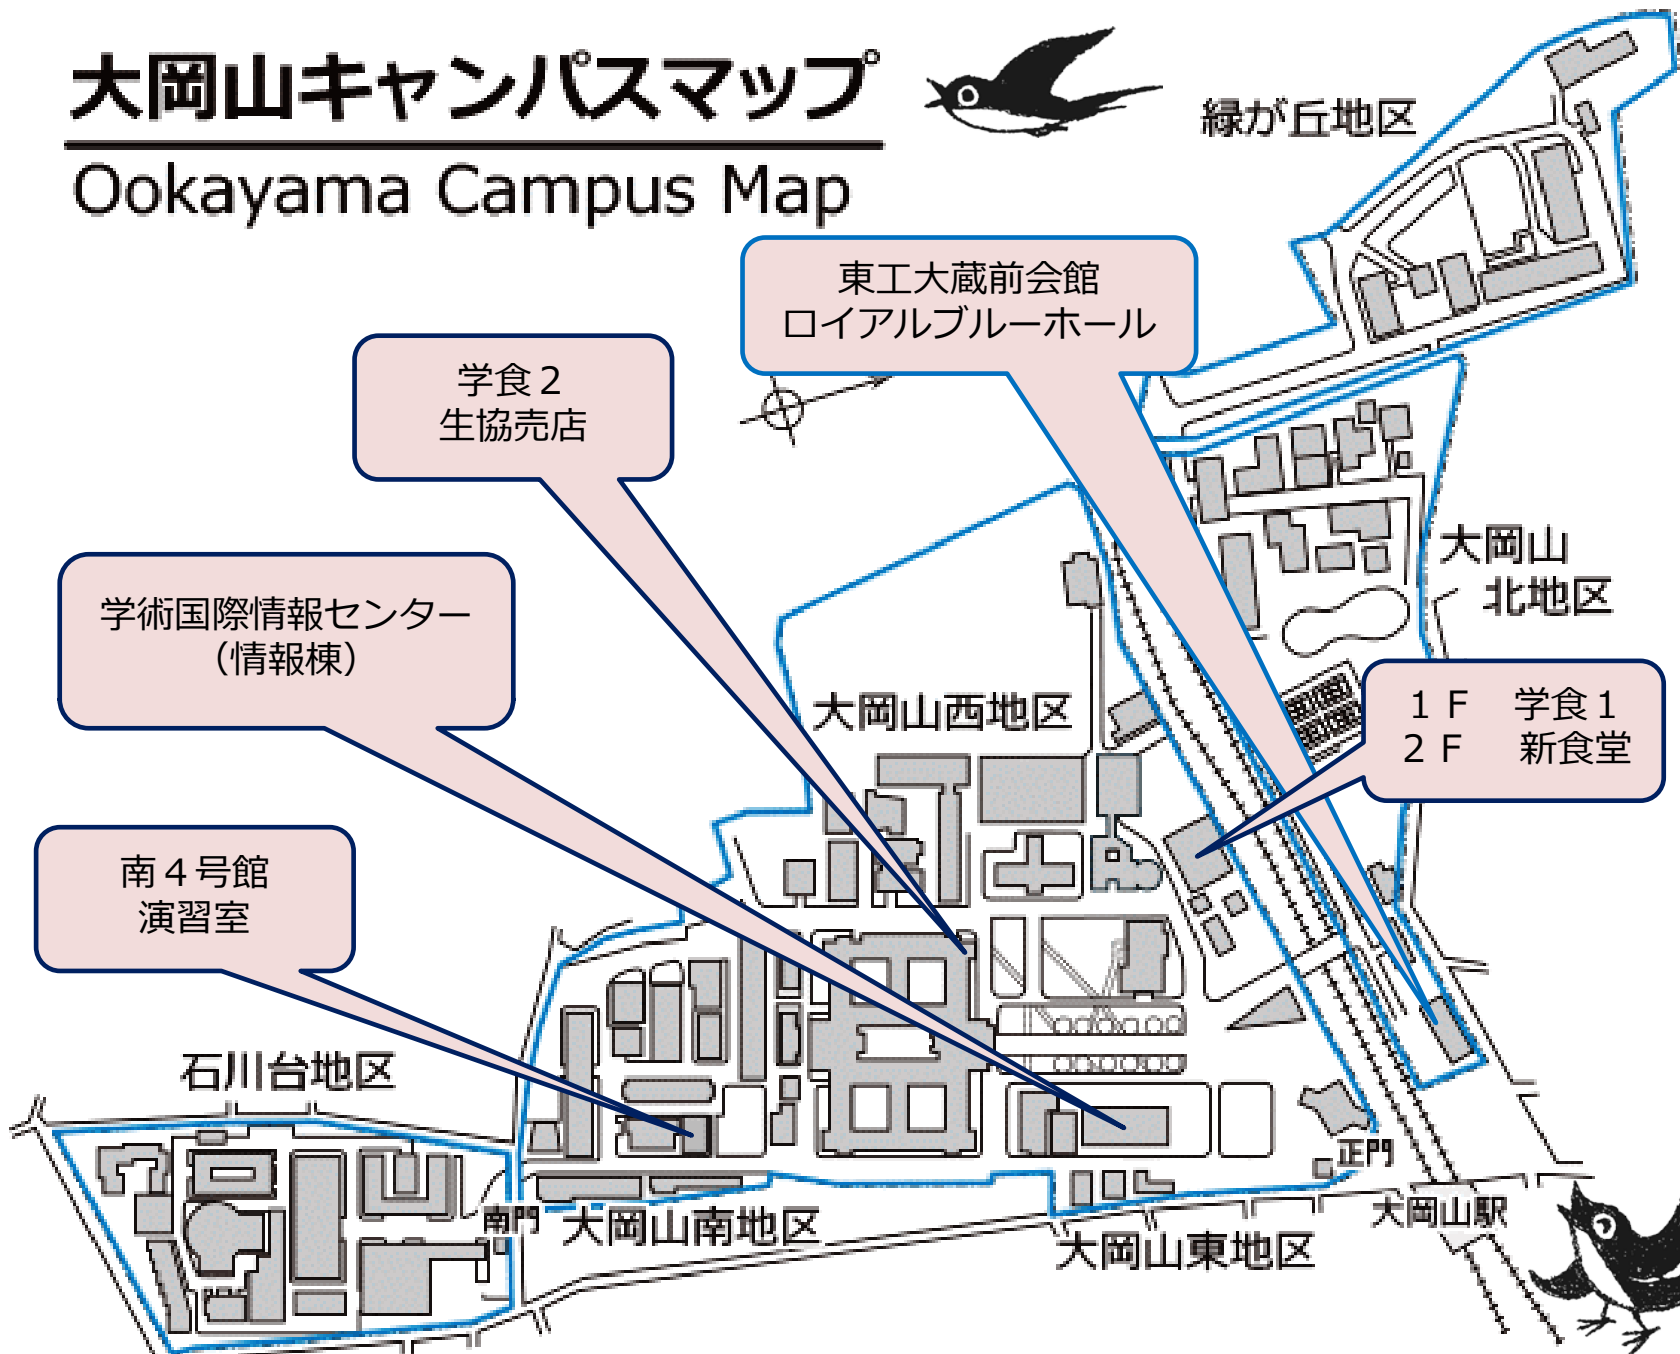 大岡山キャンパスマップ
Ookayama Campus Map
緑が丘地区
東工大蔵前会館
ロイアルブルーホール
学食２
生協売店
大岡山
北地区
学術国際情報センター
（情報棟）
大岡山西地区
１Ｆ　学食１
２Ｆ　新食堂
南４号館
演習室
石川台地区
正門
南門
大岡山南地区
大岡山駅
大岡山東地区